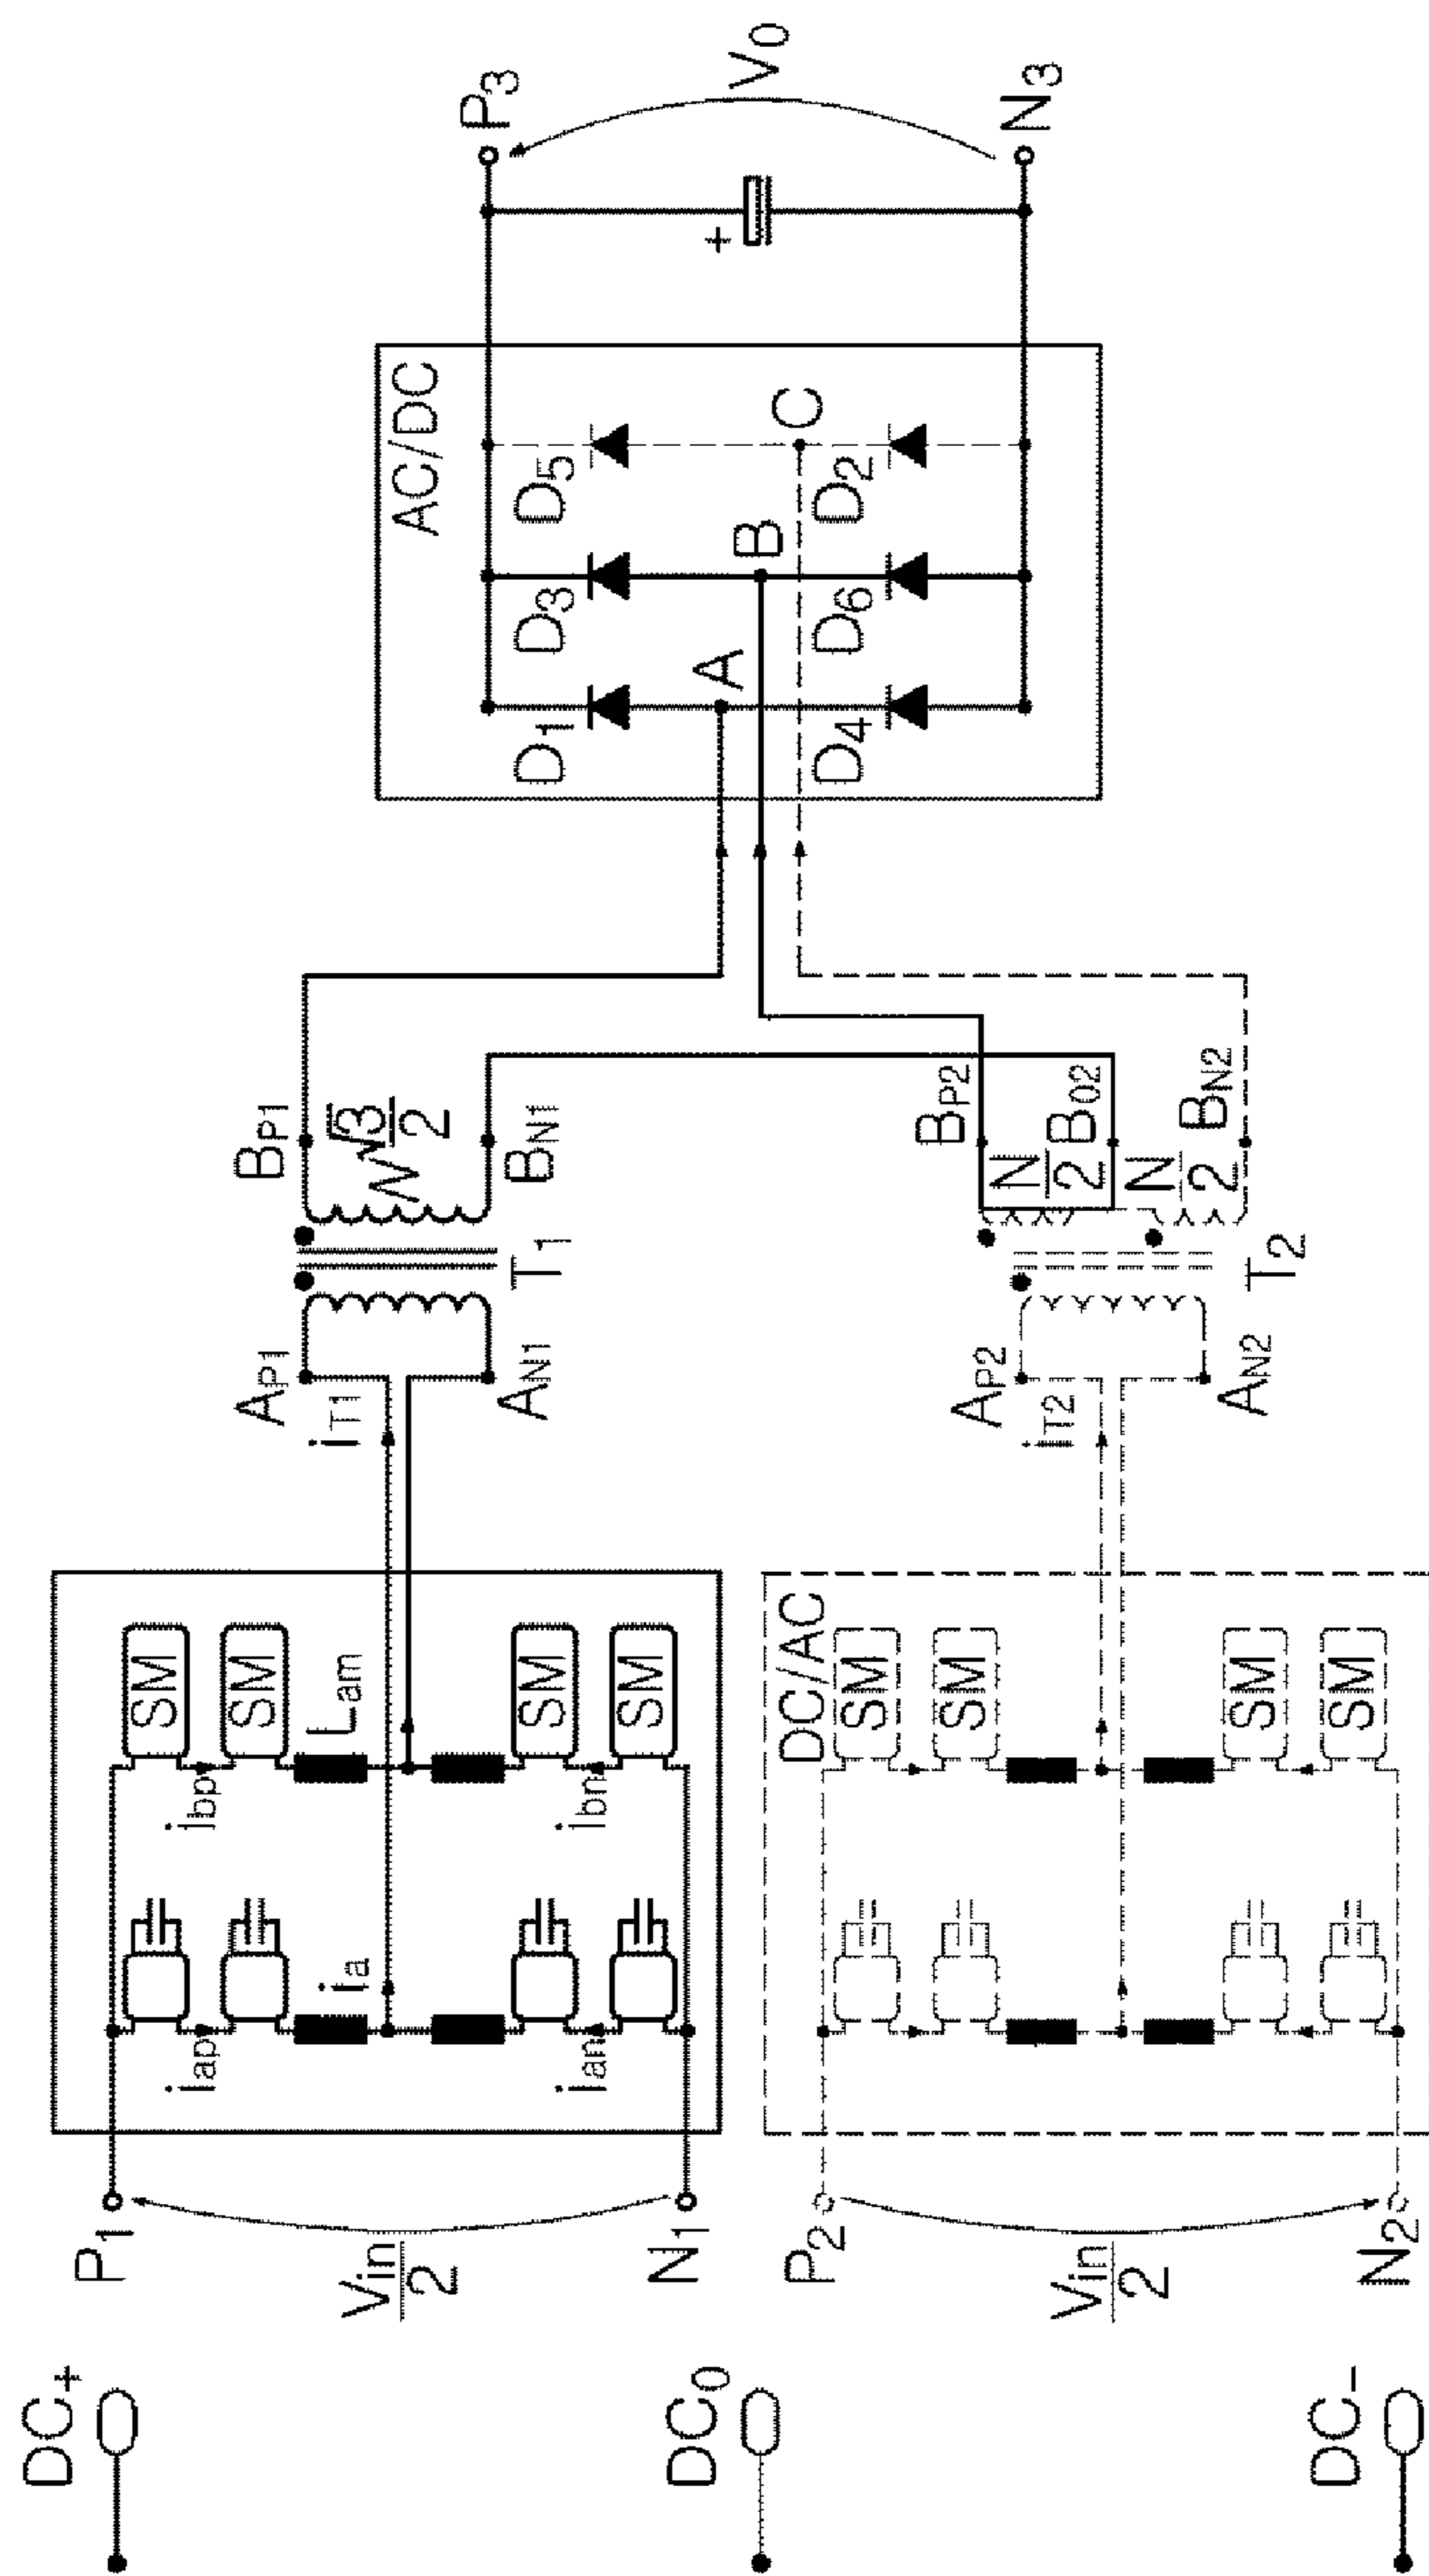 DC+
DC0
DC−
P1
Vin/2
N1
P2
Vin/2
N2
iap
ia
ian
ibp
Lam
ibn
SM
SM
SM
SM
DC/AC
SM
SM
SM
SM
AP1
iT1
AN1
T1
BP1
N√3/2
BN1
AP2
iT2
AN2
T2
BP2
N/2
BO2
N/2
BN2
AC/DC
D1
A
D4
D3
B
D6
D5
C
D2
+
P3
V0
N3